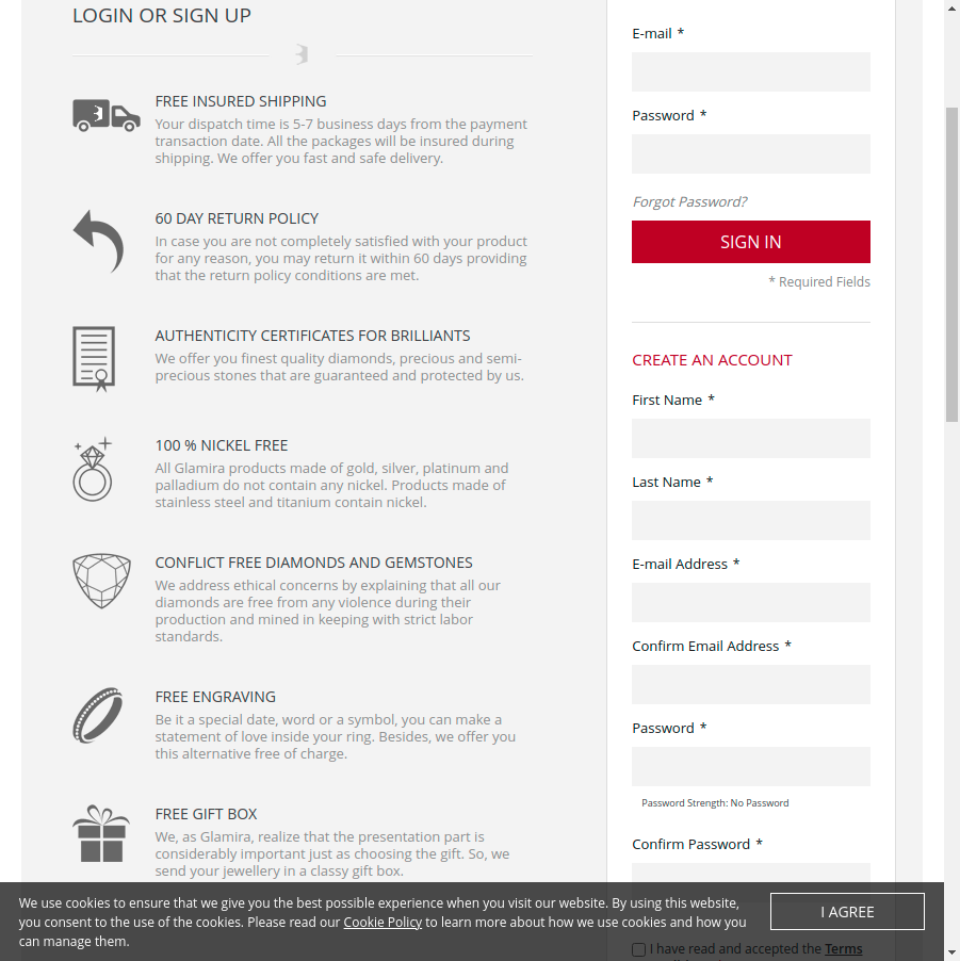 LOGIN OR SIGN UP
FREE INSURED SHIPPING
Your dispatch time is 5-7 business days from the payment
transaction date. All the packages will be insured during
shipping. We offer you fast and safe delivery.
60 DAY RETURN POLICY
In case you are not completely satisfied with your product
for any reason, you may return it within 60 days providing
that the return policy conditions are met.
AUTHENTICITY CERTIFICATES FOR BRILLIANTS
We offer you finest quality diamonds, precious and semi-
precious stones that are guaranteed and protected by us.
100 % NICKEL FREE
All Glamira products made of gold, silver, platinum and
palladium do not contain any nickel. Products made of
stainless steel and titanium contain nickel.
CONFLICT FREE DIAMONDS AND GEMSTONES
We address ethical concerns by explaining that all our
diamonds are free from any violence during their
production and mined in keeping with strict labor
standards.
FREE ENGRAVING
Be it a special date, word or a symbol, you can make a
statement of love inside your ring. Besides, we offer you
this alternative free of charge.
FREE GIFT BOX
We, as Glamira, realize that the presentation part is
considerably important just as choosing the gift. So, we
send your jewellery in a classy gift box.
E-mail *
Password *
Forgot Password?
SIGN IN
* Required Fields
CREATE AN ACCOUNT
First Name *
Last Name *
E-mail Address *
Confirm Email Address *
Password *
Password Strength: No Password
Confirm Password *
I have read and accepted the Terms
We use cookies to ensure that we give you the best possible experience when you visit our website. By using this website,
you consent to the use of the cookies. Please read our Cookie Policy to learn more about how we use cookies and how you
can manage them.
I AGREE